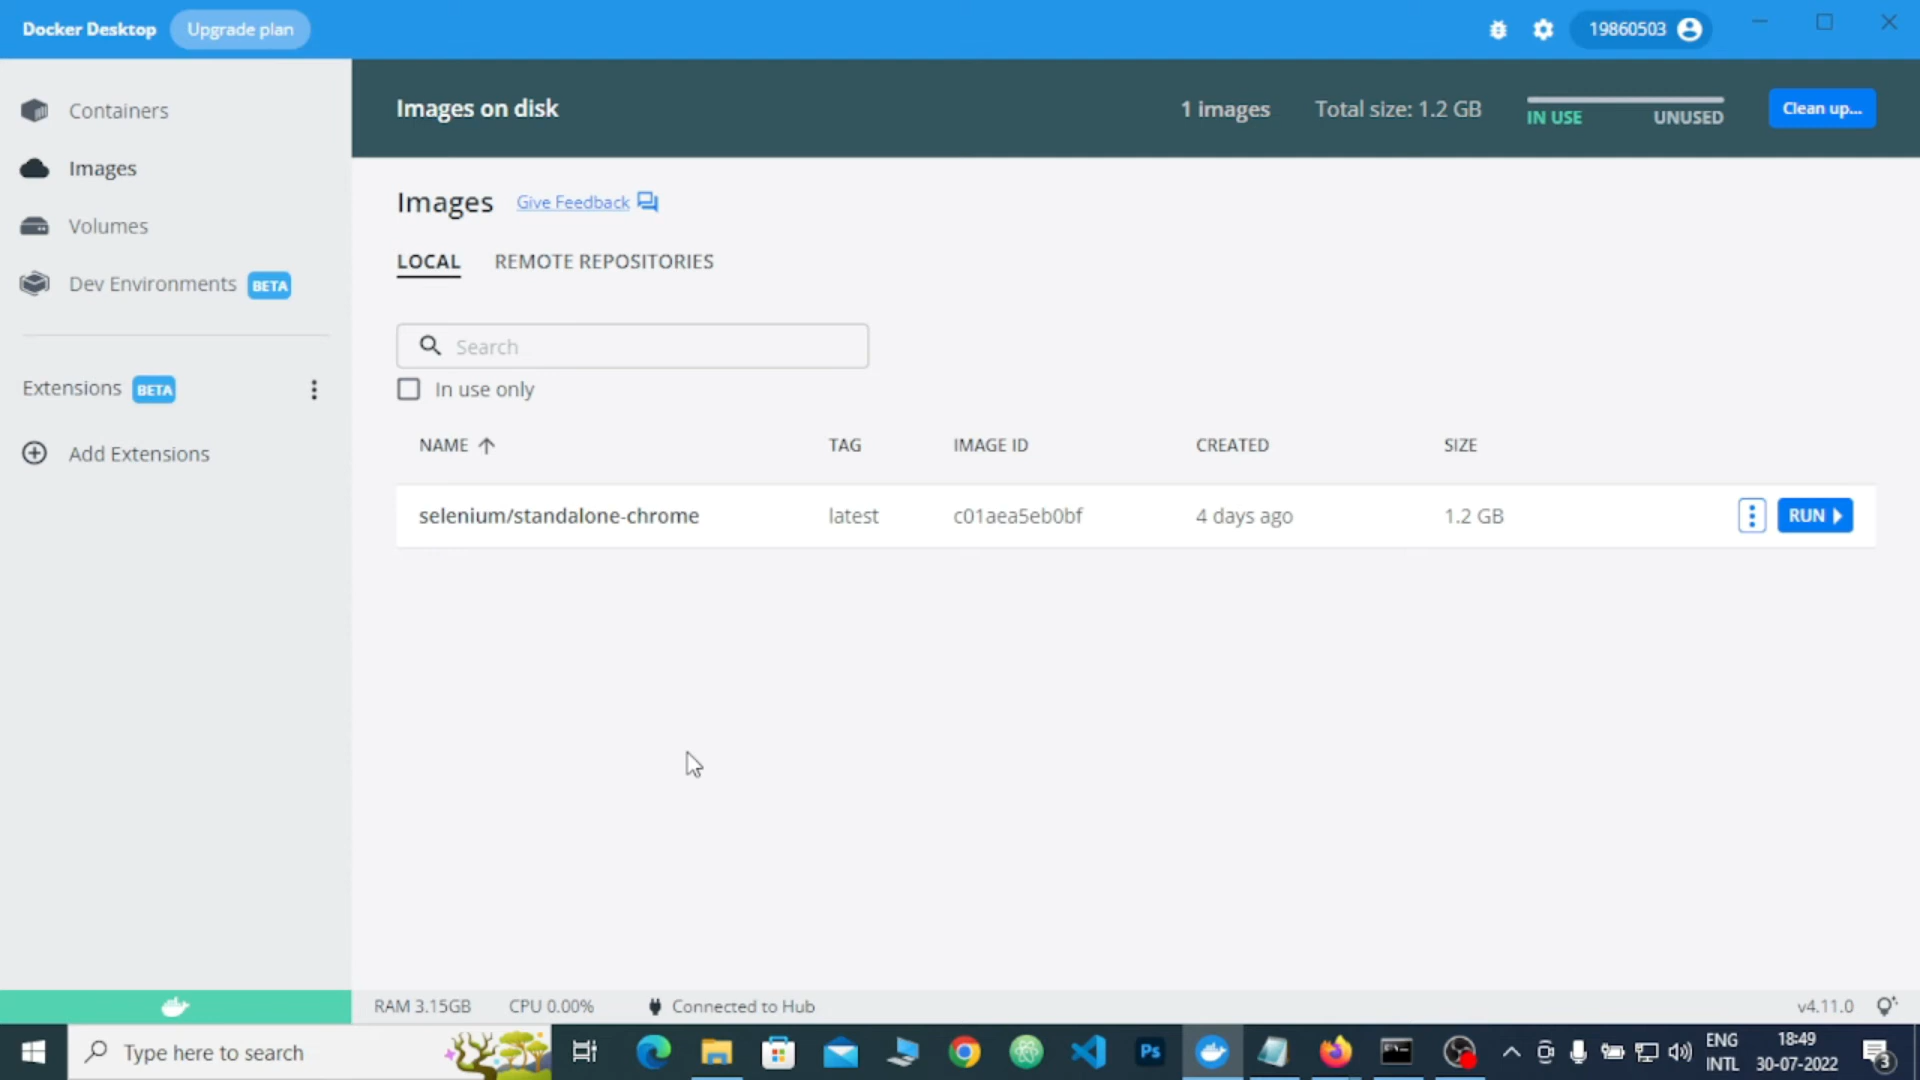 Docker Desktop
Upgrade plan
19860503
Containers
Images
Volumes
Dev Environments BETA
Extensions BETA
Add Extensions
Images on disk
1 images
Total size: 1.2 GB
IN USE
UNUSED
Clean up...
Images
Give Feedback
LOCAL
REMOTE REPOSITORIES
Search
In use only
NAME TAG IMAGE ID CREATED SIZE
selenium/standalone-chrome latest c01aea5eb0bf 4 days ago 1.2 GB RUN
RAM 3.15GB CPU 0.00% Connected to Hub v4.11.0
Type here to search
Ps
ENG
INTL
18:49
30-07-2022
3